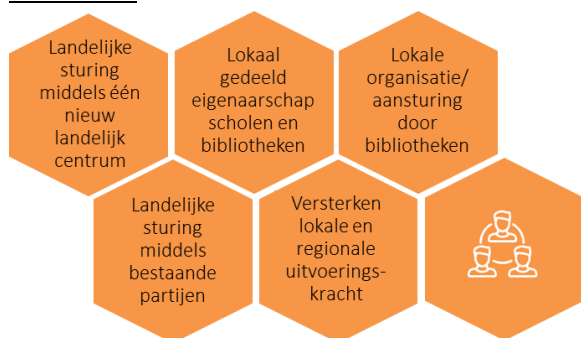 Landelijke
sturing
middels één
nieuw
landelijk
centrum
Lokaal
gedeeld
eigenaarschap
scholen en
bibliotheken
Lokale
organisatie/
aansturing
door
bibliotheken
Landelijke
sturing
middels
bestaande
partijen
Versterken
lokale en
regionale
uitvoerings-
kracht